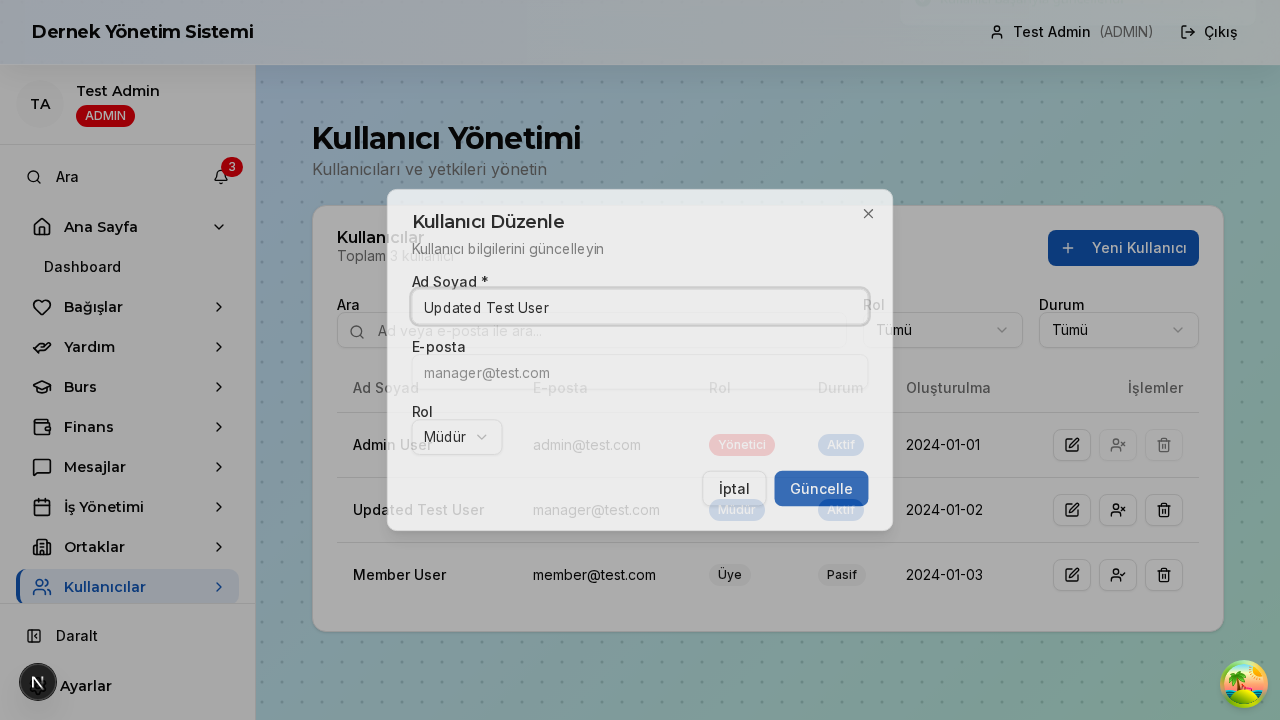 Dernek Yönetim Sistemi
Test Admin (ADMIN)
Çıkış
TA
Test Admin
ADMIN
Ara
3
Ana Sayfa
Dashboard
Bağışlar
Yardım
Burs
Finans
Mesajlar
İş Yönetimi
Ortaklar
Kullanıcılar
Daralt
N
Ayarlar
Kullanıcı Yönetimi
Kullanıcıları ve yetkileri yönetin
Kullanıcılar
Toplam 3 kullanıcı
Yeni Kullanıcı
Ara
Rol
Durum
Ad veya e-posta ile ara...
Tümü
Tümü
Ad Soyad
E-posta
Rol
Durum
Oluşturulma
İşlemler
Admin User
admin@test.com
Yönetici
Aktif
2024-01-01
Updated Test User
manager@test.com
Müdür
Aktif
2024-01-02
Member User
member@test.com
Üye
Pasif
2024-01-03
Kullanıcı Düzenle
Kullanıcı bilgilerini güncelleyin
Ad Soyad *
Updated Test User
E-posta
manager@test.com
Rol
Müdür
İptal
Güncelle